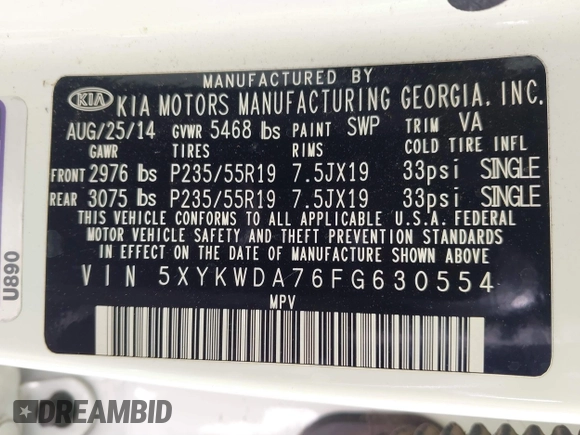 MANUFACTURED BY
KIA KIA MOTORS MANUFACTURING GEORGIA, INC.
AUG/25/14 GVWR 5468 lbs PAINT SWP TRIM VA
GAWR TIRES RIMS COLD TIRE INFL
FRONT 2976 lbs P235/55R19 7.5JX19 33psi SINGLE
REAR 3075 lbs P235/55R19 7.5JX19 33psi SINGLE
THIS VEHICLE CONFORMS TO ALL APPLICABLE U.S.A. FEDERAL
MOTOR VEHICLE SAFETY AND THEFT PREVENTION STANDARDS
IN EFFECT ON THE DATE OF MANUFACTURE SHOWN ABOVE
VIN 5XYKWDA76FG630554
MPV
U890
DREAMBID